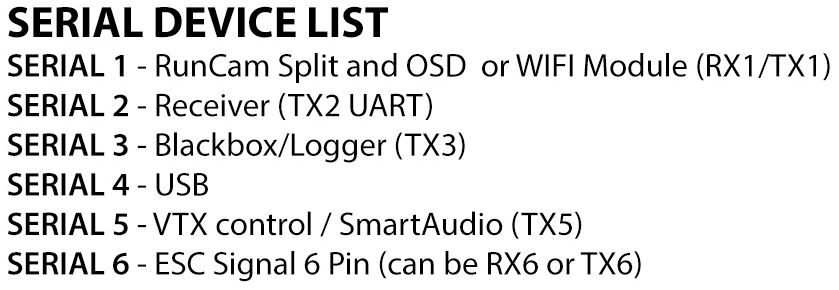 SERIAL DEVICE LIST
SERIAL 1 - RunCam Split and OSD  or WIFI Module (RX1/TX1)
SERIAL 2 - Receiver (TX2 UART)
SERIAL 3 - Blackbox/Logger (TX3)
SERIAL 4 - USB
SERIAL 5 - VTX control / SmartAudio (TX5)
SERIAL 6 - ESC Signal 6 Pin (can be RX6 or TX6)